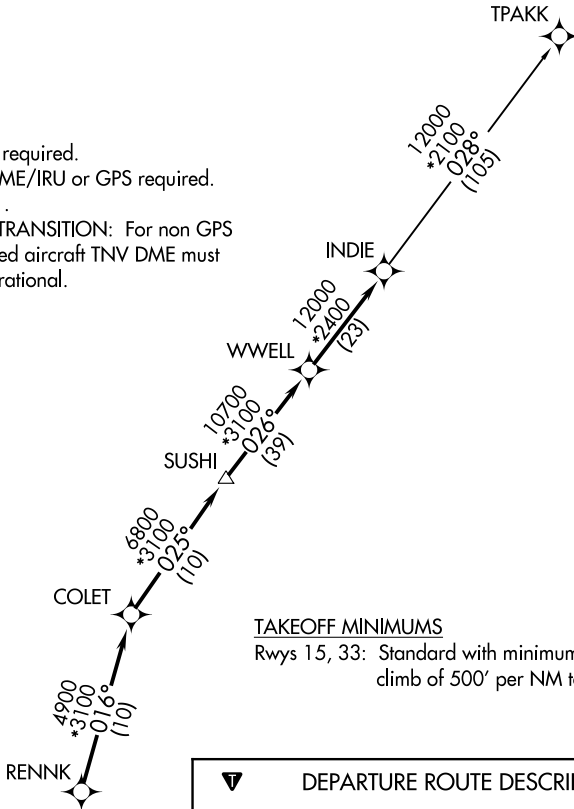 TPAKK
required.
ME/IRU or GPS required.
.
TRANSITION: For non GPS
ed aircraft TNV DME must
rational.
12000
*2100
028°
(105)
INDIE
12000
*2400
(23)
WWELL
10700
*3100
026°
(39)
SUSHI
6800
*3100
025°
(10)
COLET
TAKEOFF MINIMUMS
Rwys 15, 33: Standard with minimum
climb of 500' per NM t
4900
*3100
016°
(10)
RENNK
T DEPARTURE ROUTE DESCRI